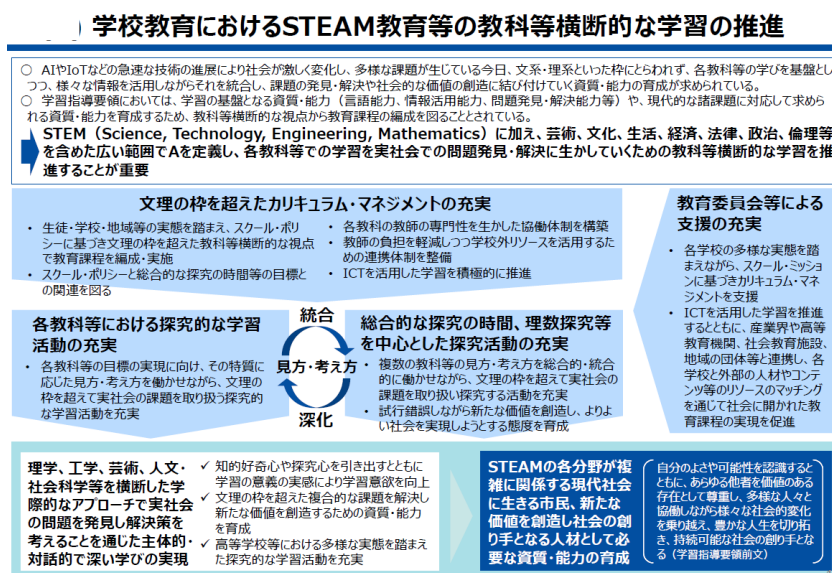 学校教育におけるSTEAM教育等の教科等横断的な学習の推進
○ AIやIoTなどの急速な技術の進展により社会が激しく変化し、多様な課題が生じている今日、文系・理系といった枠にとらわれず、各教科等の学びを基盤とし
つつ、様々な情報を活用しながらそれを統合し、課題の発見・解決や社会的な価値の創造に結び付けていく資質・能力の育成が求められている。
○ 学習指導要領においては、学習の基盤となる資質・能力（言語能力、情報活用能力、問題発見・解決能力等）や、現代的な諸課題に対応して求めら
れる資質・能力を育成するため、教科等横断的な視点から教育課程の編成を図ることとされている。
STEM（Science, Technology, Engineering, Mathematics）に加え、芸術、文化、生活、経済、法律、政治、倫理等
を含めた広い範囲でAを定義し、各教科等での学習を実社会での問題発見・解決に生かしていくための教科等横断的な学習を推
進することが重要
文理の枠を超えたカリキュラム・マネジメントの充実
• 生徒・学校・地域等の実態を踏まえ、スクール・ポリ
シーに基づき文理の枠を超えた教科等横断的な視点
で教育課程を編成・実施
• スクール・ポリシーと総合的な探究の時間等の目標と
の関連を図る
• 各教科の教師の専門性を生かした協働体制を構築
• 教師の負担を軽減しつつ学校外リソースを活用するた
めの連携体制を整備
• ICTを活用した学習を積極的に推進
教育委員会等による
支援の充実
• 各学校の多様な実態を踏
まえながら、スクール・ミッショ
ンに基づきカリキュラム・マネ
ジメントを支援
• ICTを活用した学習を推進
するとともに、産業界や高等
教育機関、社会教育施設、
地域の団体等と連携し、各
学校と外部の人材やコンテ
ンツ等のリソースのマッチング
を通じて社会に開かれた教
育課程の実現を促進
各教科等における探究的な学習
活動の充実
• 各教科等の目標の実現に向け、その特質に
応じた見方・考え方を働かせながら、文理の
枠を超えて実社会の課題を取り扱う探究的
な学習活動を充実
統合
見方・考え方
深化
総合的な探究の時間、理数探究等
を中心とした探究活動の充実
• 複数の教科等の見方・考え方を総合的・統合
的に働かせながら、文理の枠を超えて実社会の
課題を取り扱い探究する活動を充実
• 試行錯誤しながら新たな価値を創造し、よりよ
い社会を実現しようとする態度を育成
理学、工学、芸術、人文・
社会科学等を横断した学
際的なアプローチで実社会
の問題を発見し解決策を
考えることを通じた主体的・
対話的で深い学びの実現
✓ 知的好奇心や探究心を引き出すとともに
学習の意義の実感により学習意欲を向上
✓ 文理の枠を超えた複合的な課題を解決し
新たな価値を創造するための資質・能力
を育成
✓ 高等学校等における多様な実態を踏まえ
た探究的な学習活動を充実
STEAMの各分野が複
雑に関係する現代社会
に生きる市民、新たな
価値を創造し社会の創
り手となる人材として必
要な資質・能力の育成
自分のよさや可能性を認識すると
ともに、あらゆる他者を価値のある
存在として尊重し、多様な人々と
協働しながら様々な社会的変化
を乗り越え、豊かな人生を切り拓
き、持続可能な社会の創り手とな
る（学習指導要領前文）